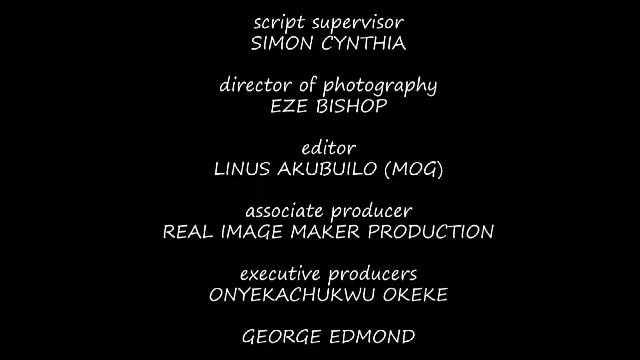 script supervisor
SIMON CYNTHIA
director of photography
EZE BISHOP
editor
LINUS AKUBUILO (MOG)
associate producer
REAL IMAGE MAKER PRODUCTION
executive producers
ONYEKACHUKWU OKEKE
GEORGE EDMOND